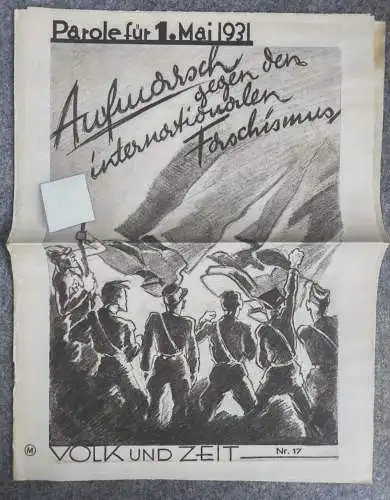 Parole für 1. Mai 1931
Aufmarsch
gegen den
internationalen
Faschismus
M
VOLK UND ZEIT
Nr. 17